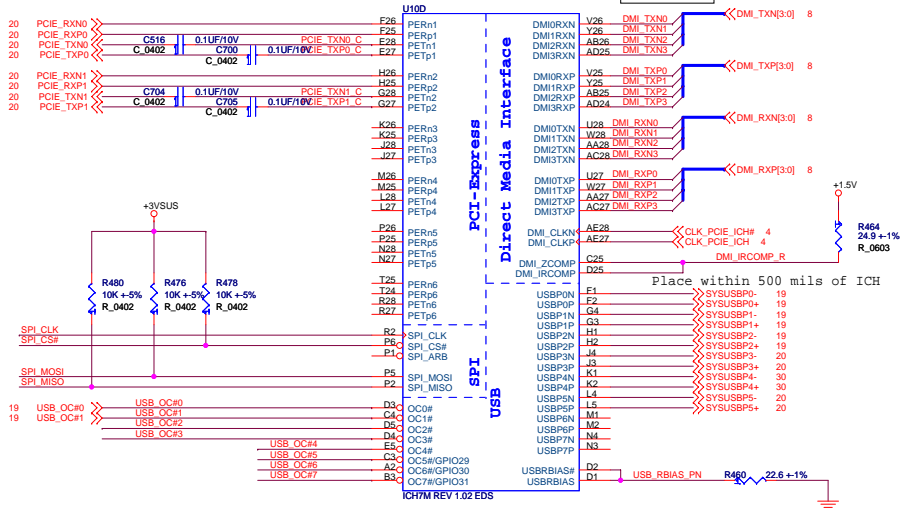 U10D
20 PCIE_RXN0 F26 PERn1 DMI0RXN V26 DMI_TXN0 DMI_TXN[3:0] 8
20 PCIE_RXP0 F25 PERp1 DMI1RXN Y26 DMI_TXN1
20 PCIE_TXN0 C516 0.1UF/10V PCIE_TXN0_C E28 PETn1 DMI2RXN AB26 DMI_TXN2
20 PCIE_TXP0 C_0402 C700 0.1UF/10V PCIE_TXP0_C E27 PETp1 DMI3RXN AD25 DMI_TXN3
C_0402
20 PCIE_RXN1 H26 PERn2 DMI0RXP V25 DMI_TXP0 DMI_TXP[3:0] 8
20 PCIE_RXP1 H25 PERp2 DMI1RXP Y25 DMI_TXP1
20 PCIE_TXN1 C704 0.1UF/10V PCIE_TXN1_C G28 PETn2 DMI2RXP AB25 DMI_TXP2
20 PCIE_TXP1 C_0402 C705 0.1UF/10V PCIE_TXP1_C G27 PETp2 DMI3RXP AD24 DMI_TXP3
C_0402
K26 PERn3 DMI0TXN U28 DMI_RXN0 DMI_RXN[3:0] 8
K25 PERp3 DMI1TXN W28 DMI_RXN1
J28 PETn3 DMI2TXN AA28 DMI_RXN2
J27 PETp3 DMI3TXN AC28 DMI_RXN3
M26 PERn4 DMI0TXP U27 DMI_RXP0 DMI_RXP[3:0] 8
M25 PERp4 DMI1TXP W27 DMI_RXP1
L28 PETn4 DMI2TXP AA27 DMI_RXP2
L27 PETp4 DMI3TXP AC27 DMI_RXP3
PCI-Express
Direct Media Interface
+1.5V
+3VSUS
P26 PERn5 DMI_CLKN AE28 CLK_PCIE_ICH# 4
P25 PERp5 DMI_CLKP AE27 CLK_PCIE_ICH 4
R464
24.9 +-1%
R_0603
N28 PETn5
N27 PETp5 DMI_ZCOMP C25 DMI_IRCOMP_R
DMI_IRCOMP D25
T25 PERn6
T24 PERp6
R28 PETn6
R27 PETp6
Place within 500 mils of ICH
R480 R476 R478
10K +-5% 10K +-5% 10K +-5%
R_0402 R_0402 R_0402
USBP0N F1 SYSUSBP0- 19
USBP0P F2 SYSUSBP0+ 19
USBP1N G4 SYSUSBP1- 19
USBP1P G3 SYSUSBP1+ 19
SPI_CLK R2 SPI_CLK USBP2N H1 SYSUSBP2- 19
SPI_CS# P6 SPI_CS# USBP2P H2 SYSUSBP2+ 19
P1 SPI_ARB USBP3N J4 SYSUSBP3- 20
USBP3P J3 SYSUSBP3+ 20
SPI_MOSI P5 SPI_MOSI USBP4N K1 SYSUSBP4- 30
SPI_MISO P2 SPI_MISO USBP4P K2 SYSUSBP4+ 30
SPI
USB
USBP5N L4 SYSUSBP5- 20
19 USB_OC#0 USB_OC#0 D3 OC0# USBP5P L5 SYSUSBP5+ 20
19 USB_OC#1 USB_OC#1 C4 OC1# USBP6N M1
USB_OC#2 D5 OC2# USBP6P M2
USB_OC#3 D4 OC3# USBP7N N4
USB_OC#4 E5 OC4# USBP7P N3
USB_OC#5 C3 OC5#/GPIO29
USB_OC#6 A2 OC6#/GPIO30 USBRBIAS# D2
USB_OC#7 B3 OC7#/GPIO31 USBRBIAS D1 USB_RBIAS_PN R460 22.6 +-1%
ICH7M REV 1.02 EDS